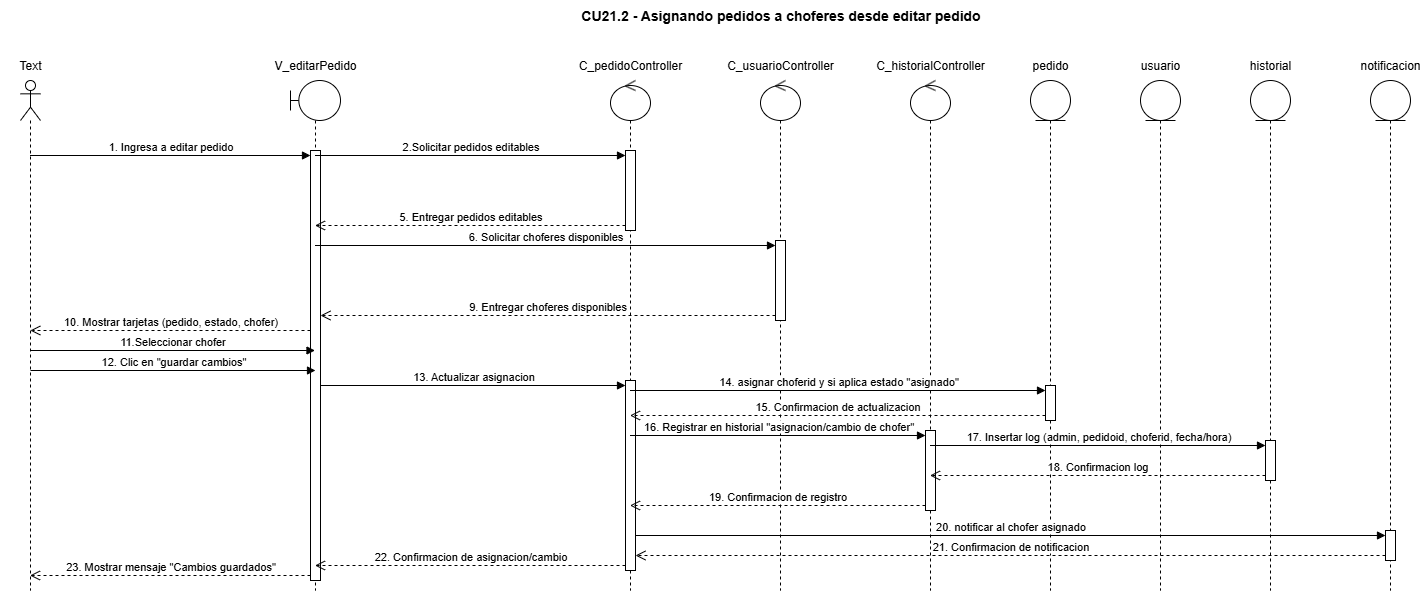 CU21.2 - Asignando pedidos a choferes desde editar pedido
Text
V_editarPedido
C_pedidoController
C_usuarioController
C_historialController
pedido
usuario
historial
notificacion
1. Ingresa a editar pedido
2.Solicitar pedidos editables
5. Entregar pedidos editables
6. Solicitar choferes disponibles
9. Entregar choferes disponibles
10. Mostrar tarjetas (pedido, estado, chofer)
11.Seleccionar chofer
12. Clic en "guardar cambios"
13. Actualizar asignacion
14. asignar choferid y si aplica estado "asignado"
15. Confirmacion de actualizacion
16. Registrar en historial "asignacion/cambio de chofer"
17. Insertar log (admin, pedidoid, choferid, fecha/hora)
18. Confirmacion log
19. Confirmacion de registro
20. notificar al chofer asignado
21. Confirmacion de notificacion
22. Confirmacion de asignacion/cambio
23. Mostrar mensaje "Cambios guardados"